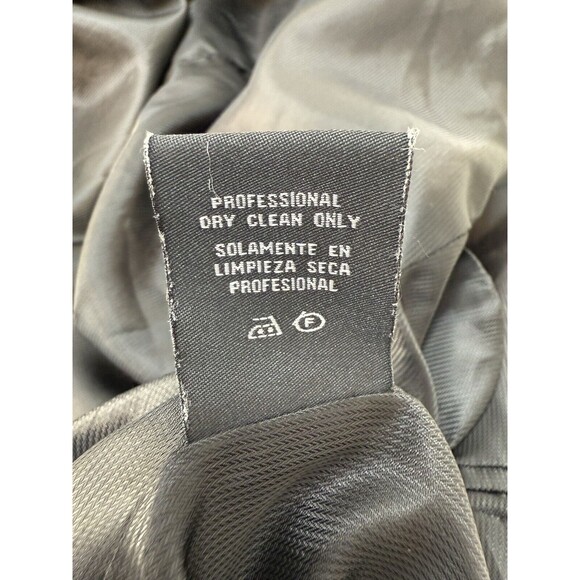 PROFESSIONAL
DRY CLEAN ONLY
SOLAMENTE EN
LIMPIEZA SECA
PROFESIONAL
F